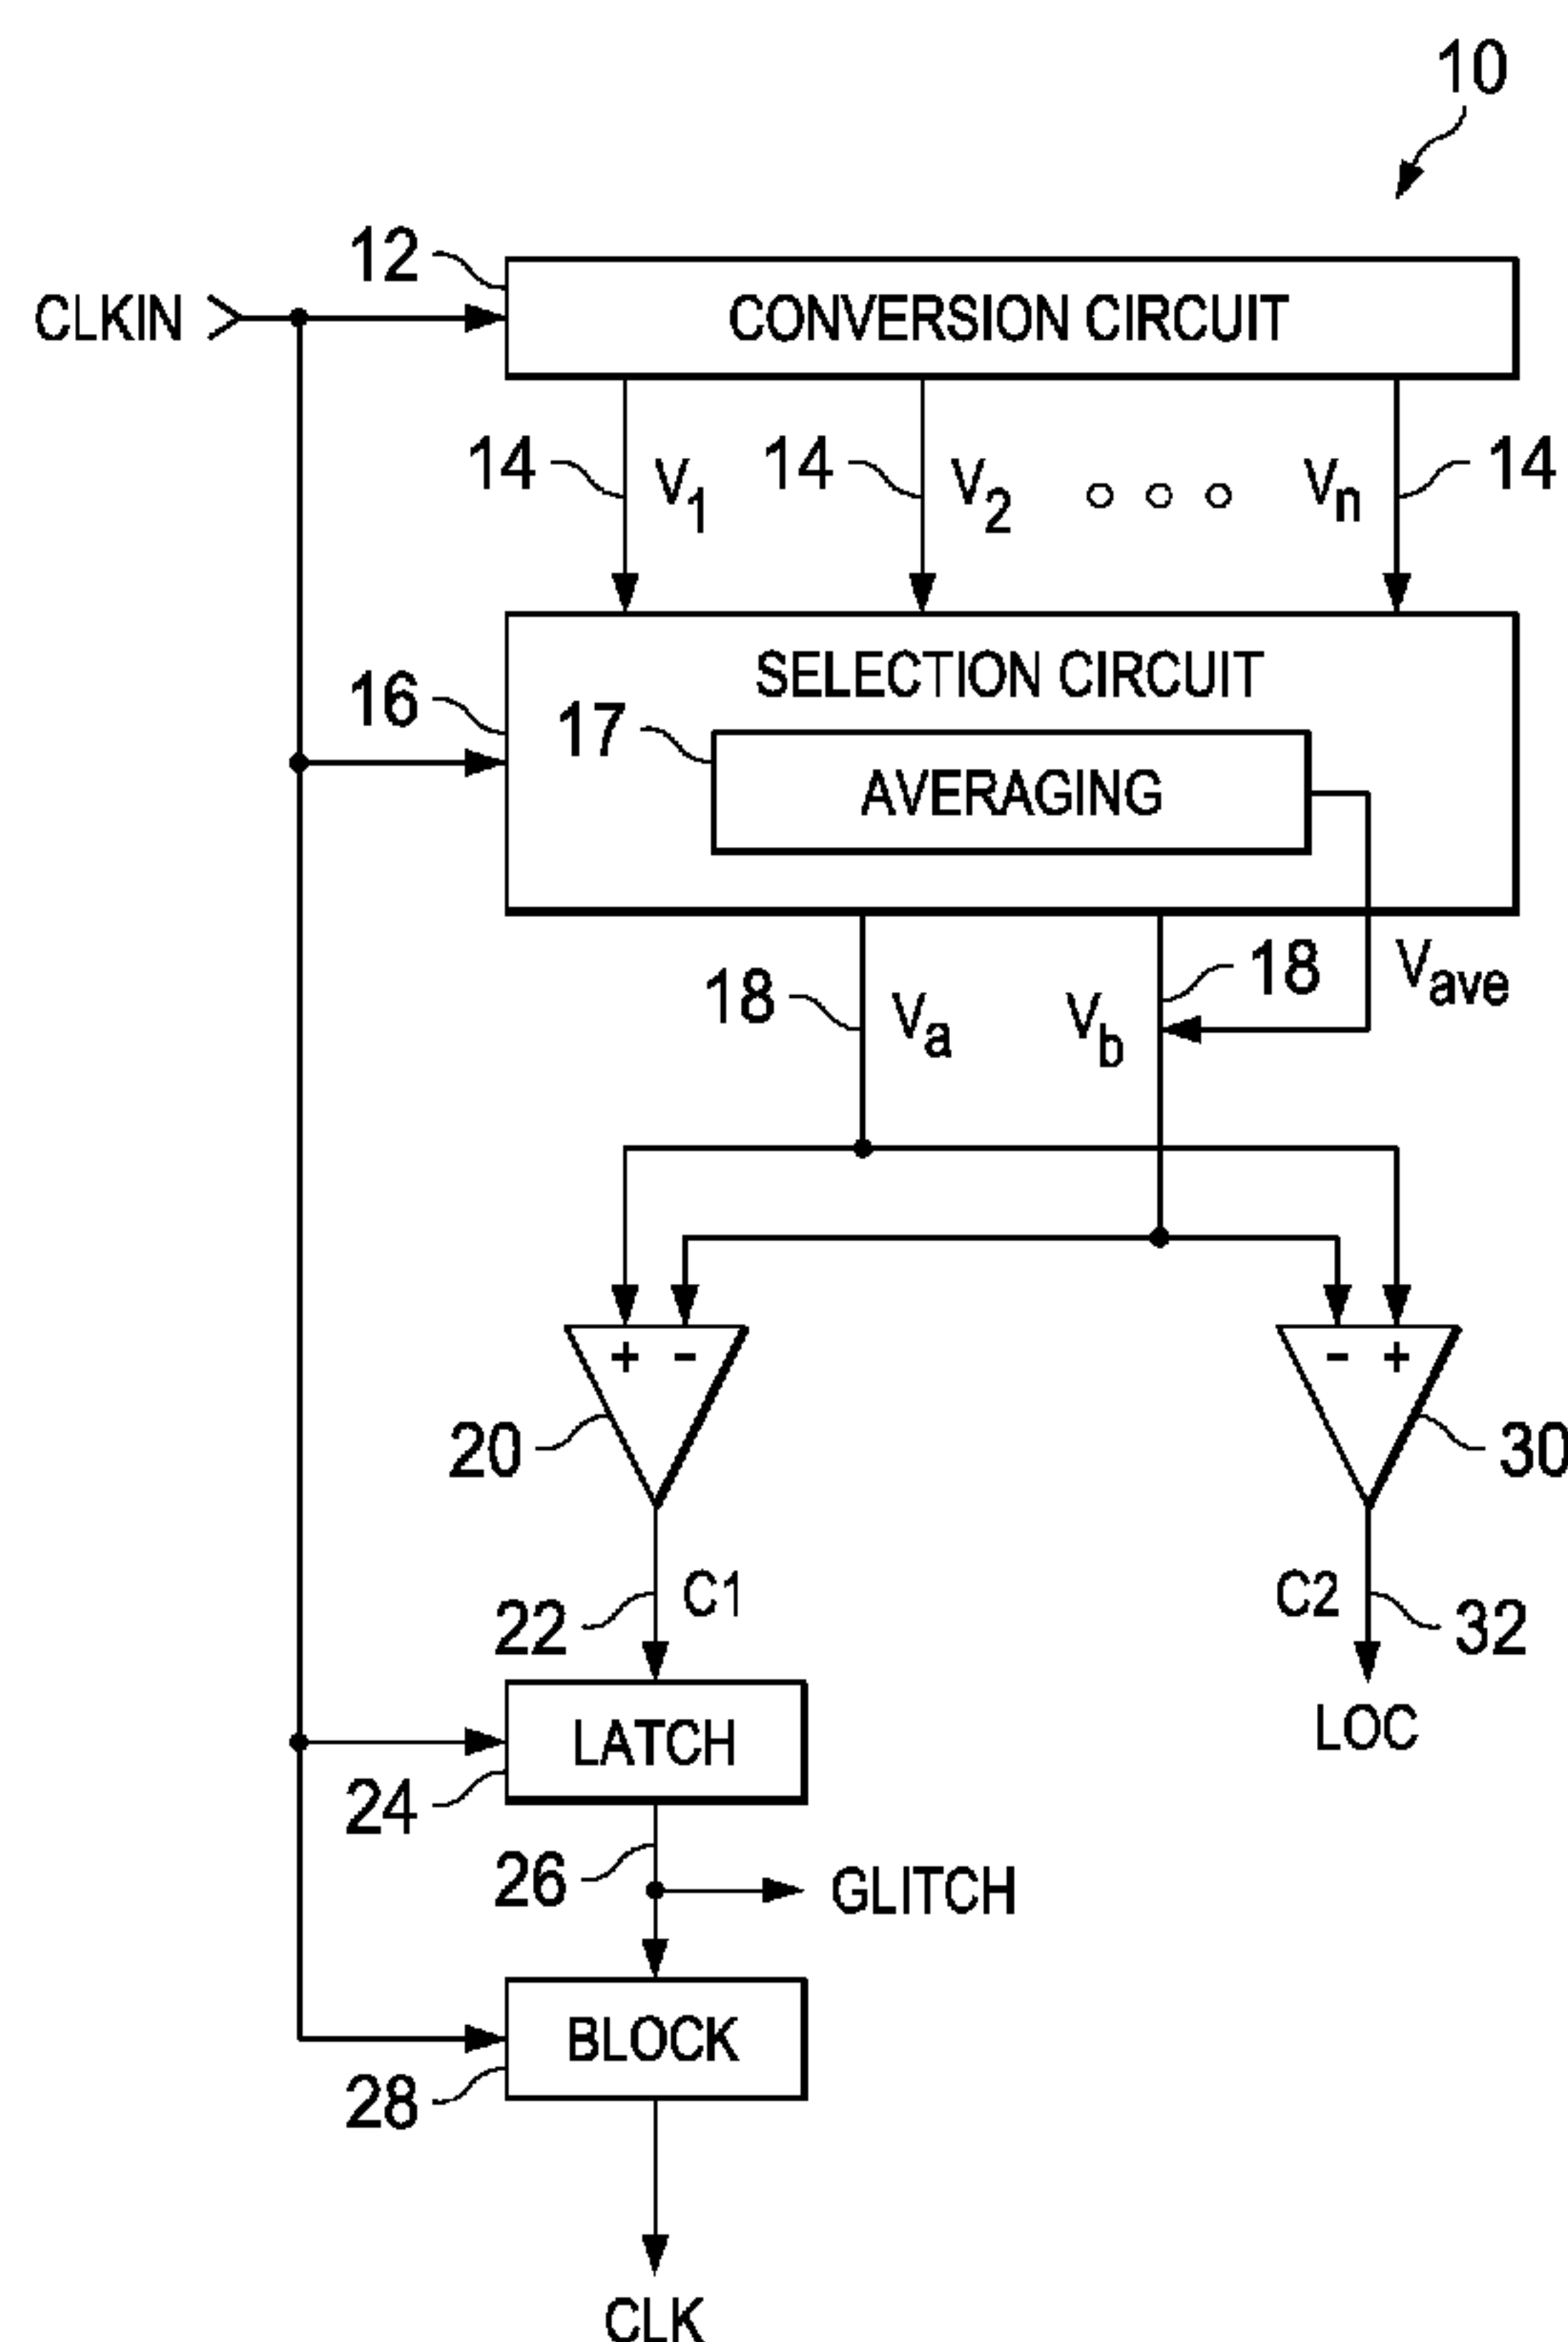 10
12
CLKIN
CONVERSION CIRCUIT
14 V1 14 V2 Vn 14
SELECTION CIRCUIT
16
17
AVERAGING
18 Va Vb 18 Vave
+ - - +
20 30
22 C1 C2 32
LATCH LOC
24
26 GLITCH
BLOCK
28
CLK